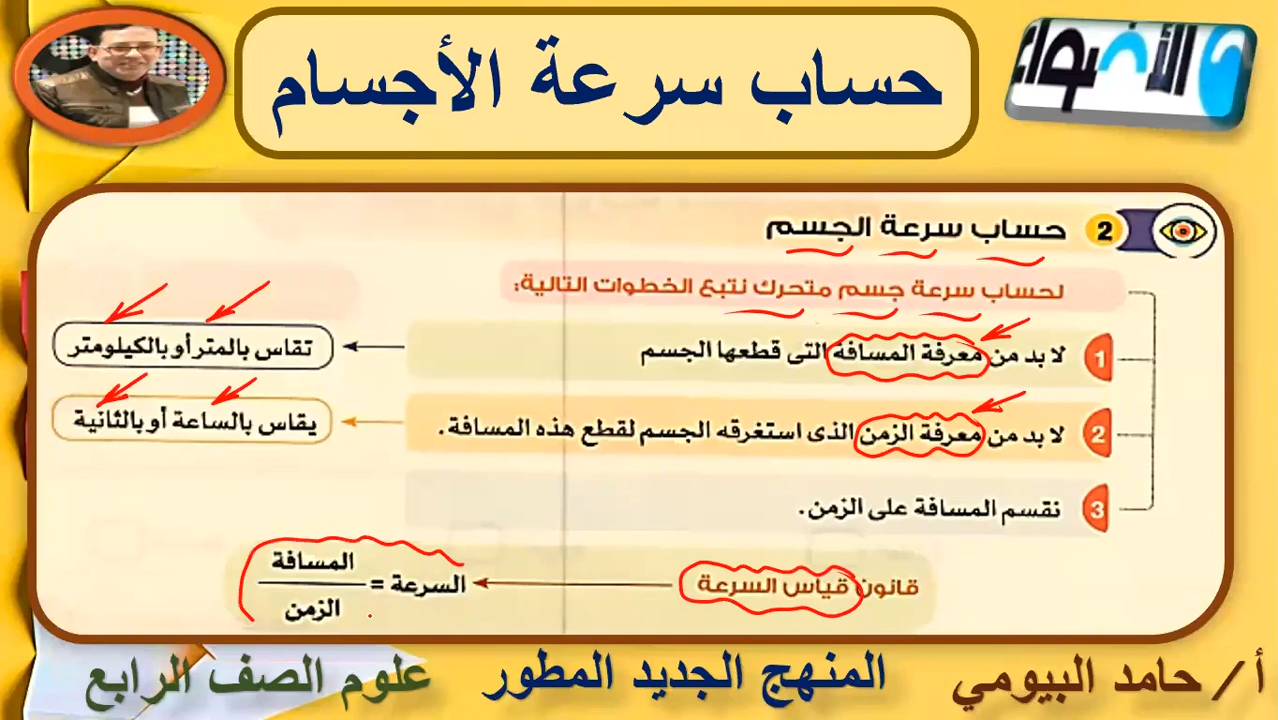 الأضواء
حساب سرعة الأجسام
2 حساب سرعة الجسم
لحساب سرعة جسم متحرك نتبع الخطوات التالية:
1 لا بد من معرفة المسافة التى قطعها الجسم
تقاس بالمتر أو بالكيلومتر
2 لا بد من معرفة الزمن الذى استغرقه الجسم لقطع هذه المسافة.
يقاس بالساعة أو بالثانية
3 نقسم المسافة على الزمن.
قانون قياس السرعة
السرعة = المسافة
الزمن
أ/ حامد البيومي
المنهج الجديد المطور
علوم الصف الرابع